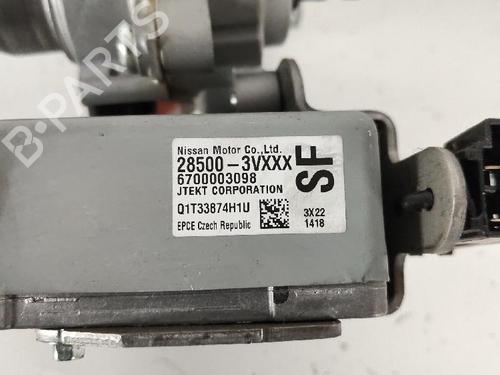 B-PARTS
Nissan Motor Co.,Ltd.
28500-3VXXX
6700003098
JTEKT CORPORATION
Q1T33874H1U
EPCE Czech Republic
SF
3X22
1418